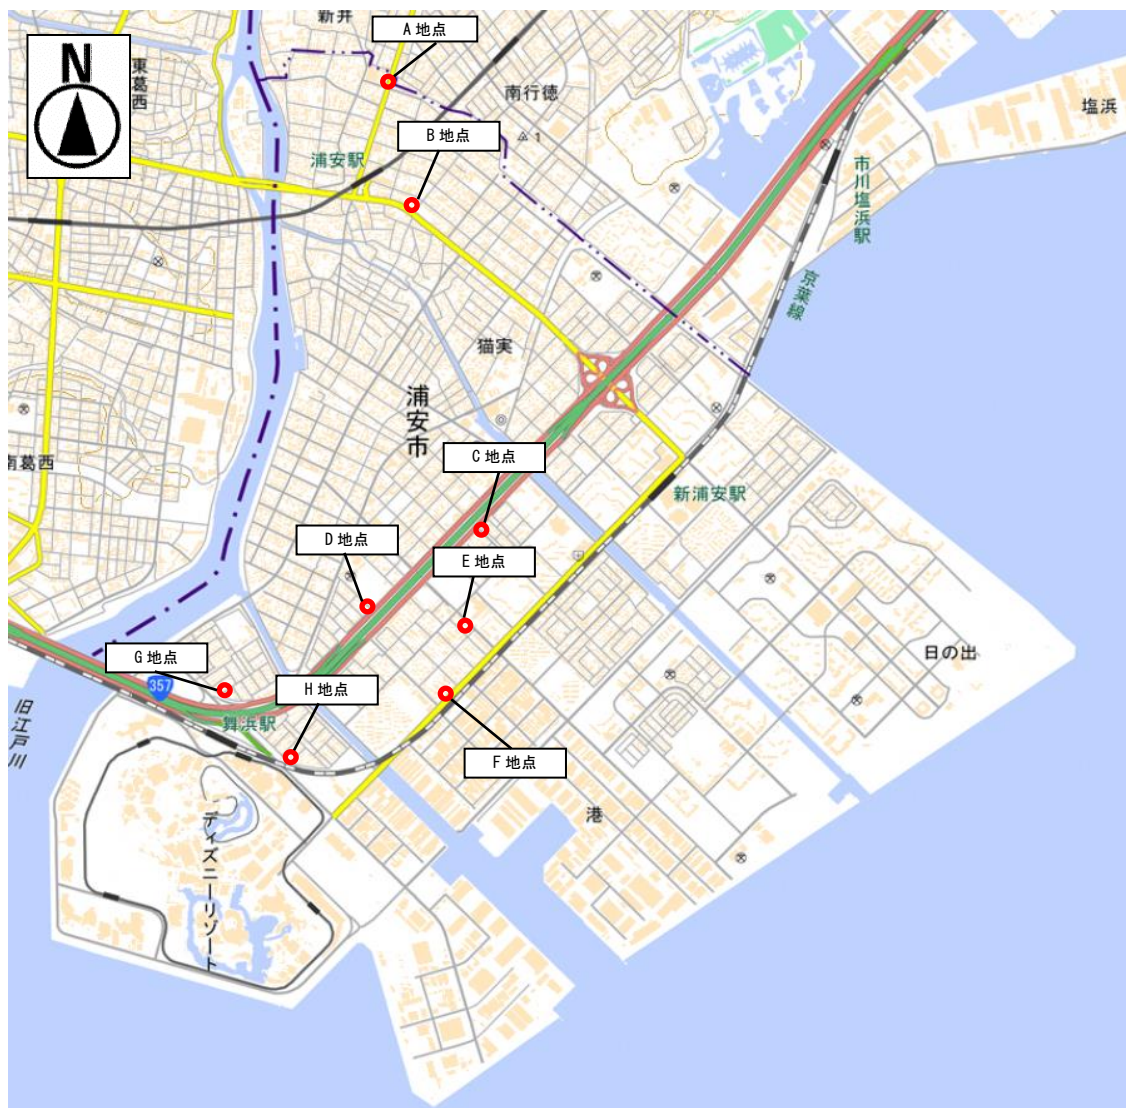 新井
A 地点
N
東葛西
南行徳
1
塩浜
B 地点
浦安駅
市川塩浜駅
京葉線
猫実
浦安市
C 地点
南葛西
新浦安駅
D 地点
E 地点
日の出
G 地点
H 地点
357
旧江戸川
舞浜駅
F 地点
港
ディズニーリゾート